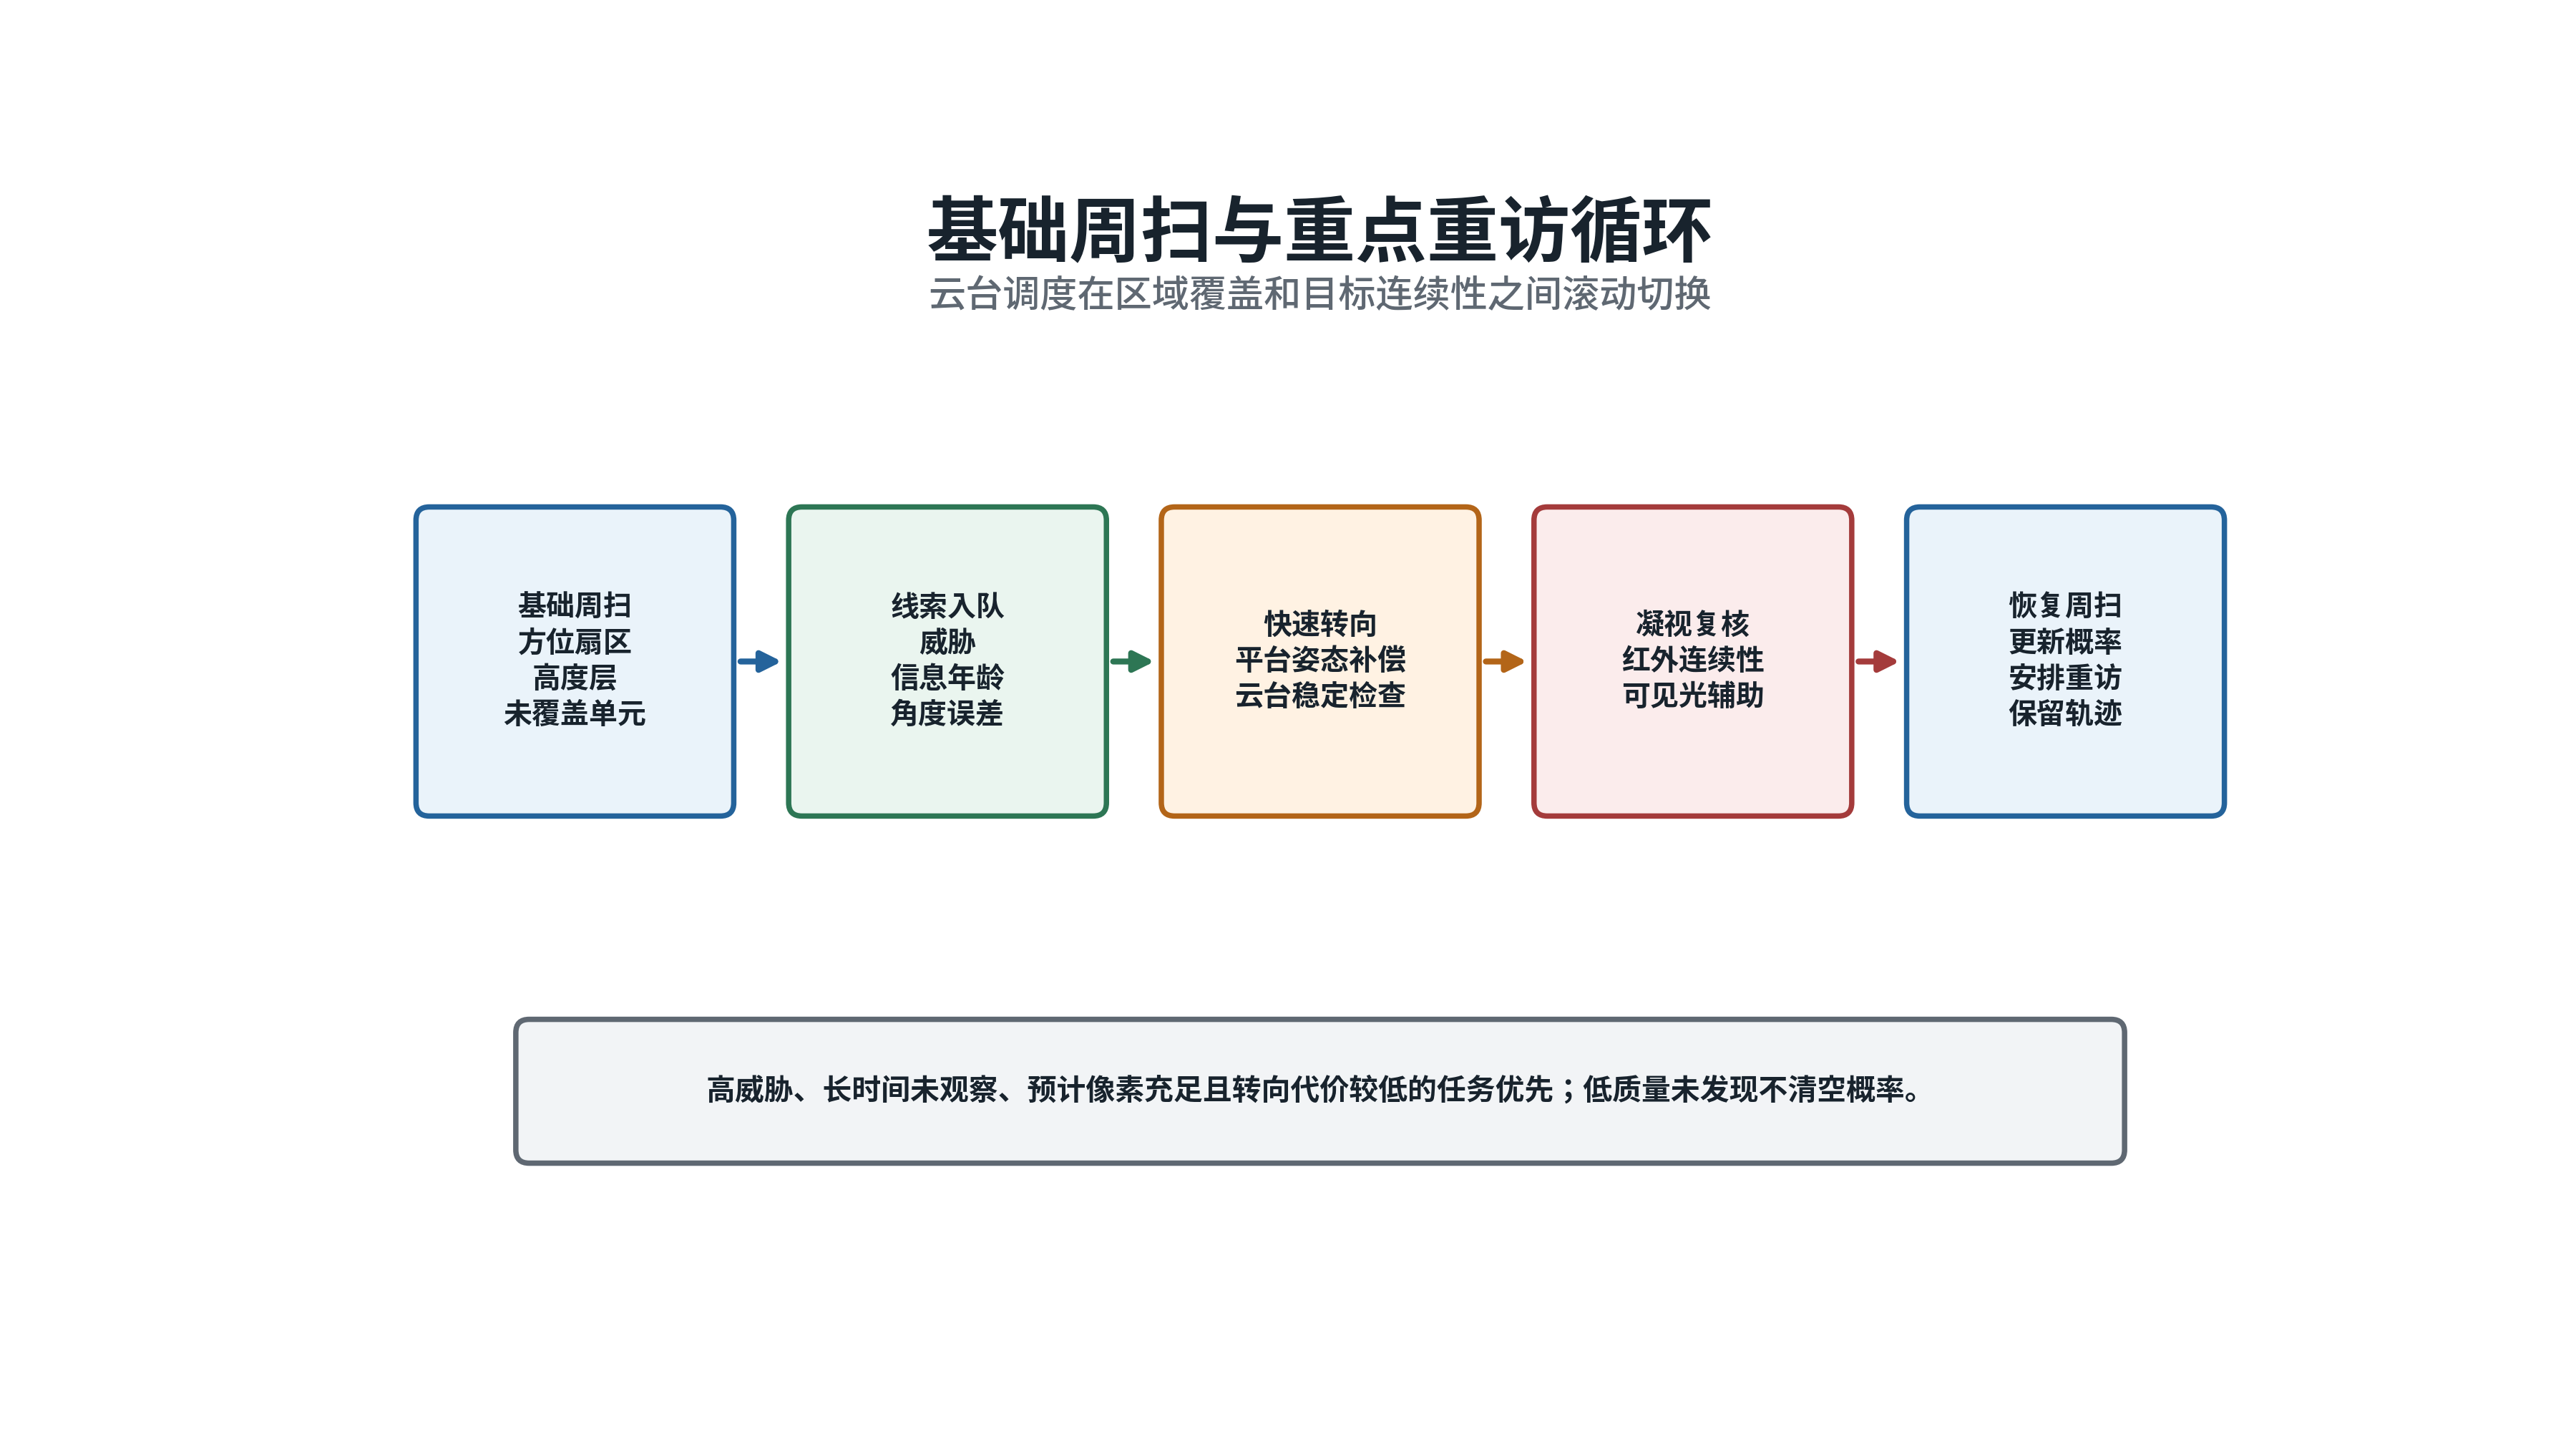 基础周扫与重点重访循环
云台调度在区域覆盖和目标连续性之间滚动切换
基础周扫
方位扇区
高度层
未覆盖单元
线索入队
威胁
信息年龄
角度误差
快速转向
平台姿态补偿
云台稳定检查
凝视复核
红外连续性
可见光辅助
恢复周扫
更新概率
安排重访
保留轨迹
高威胁、长时间未观察、预计像素充足且转向代价较低的任务优先；低质量未发现不清空概率。